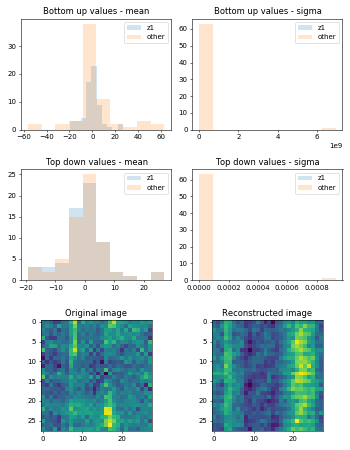 Bottom up values - mean
Bottom up values - sigma
z1
other
z1
other
40
30
20
10
0
60
50
40
30
20
10
0
−60 −40 −20 0 20 40 60
0 2 4 6
1e9
Top down values - mean
Top down values - sigma
z1
other
z1
other
25
20
15
10
5
0
60
50
40
30
20
10
0
−20 −10 0 10 20
0.0000 0.0002 0.0004 0.0006 0.0008
Original image
Reconstructed image
0
5
10
15
20
25
0
5
10
15
20
25
0 10 20
0 10 20